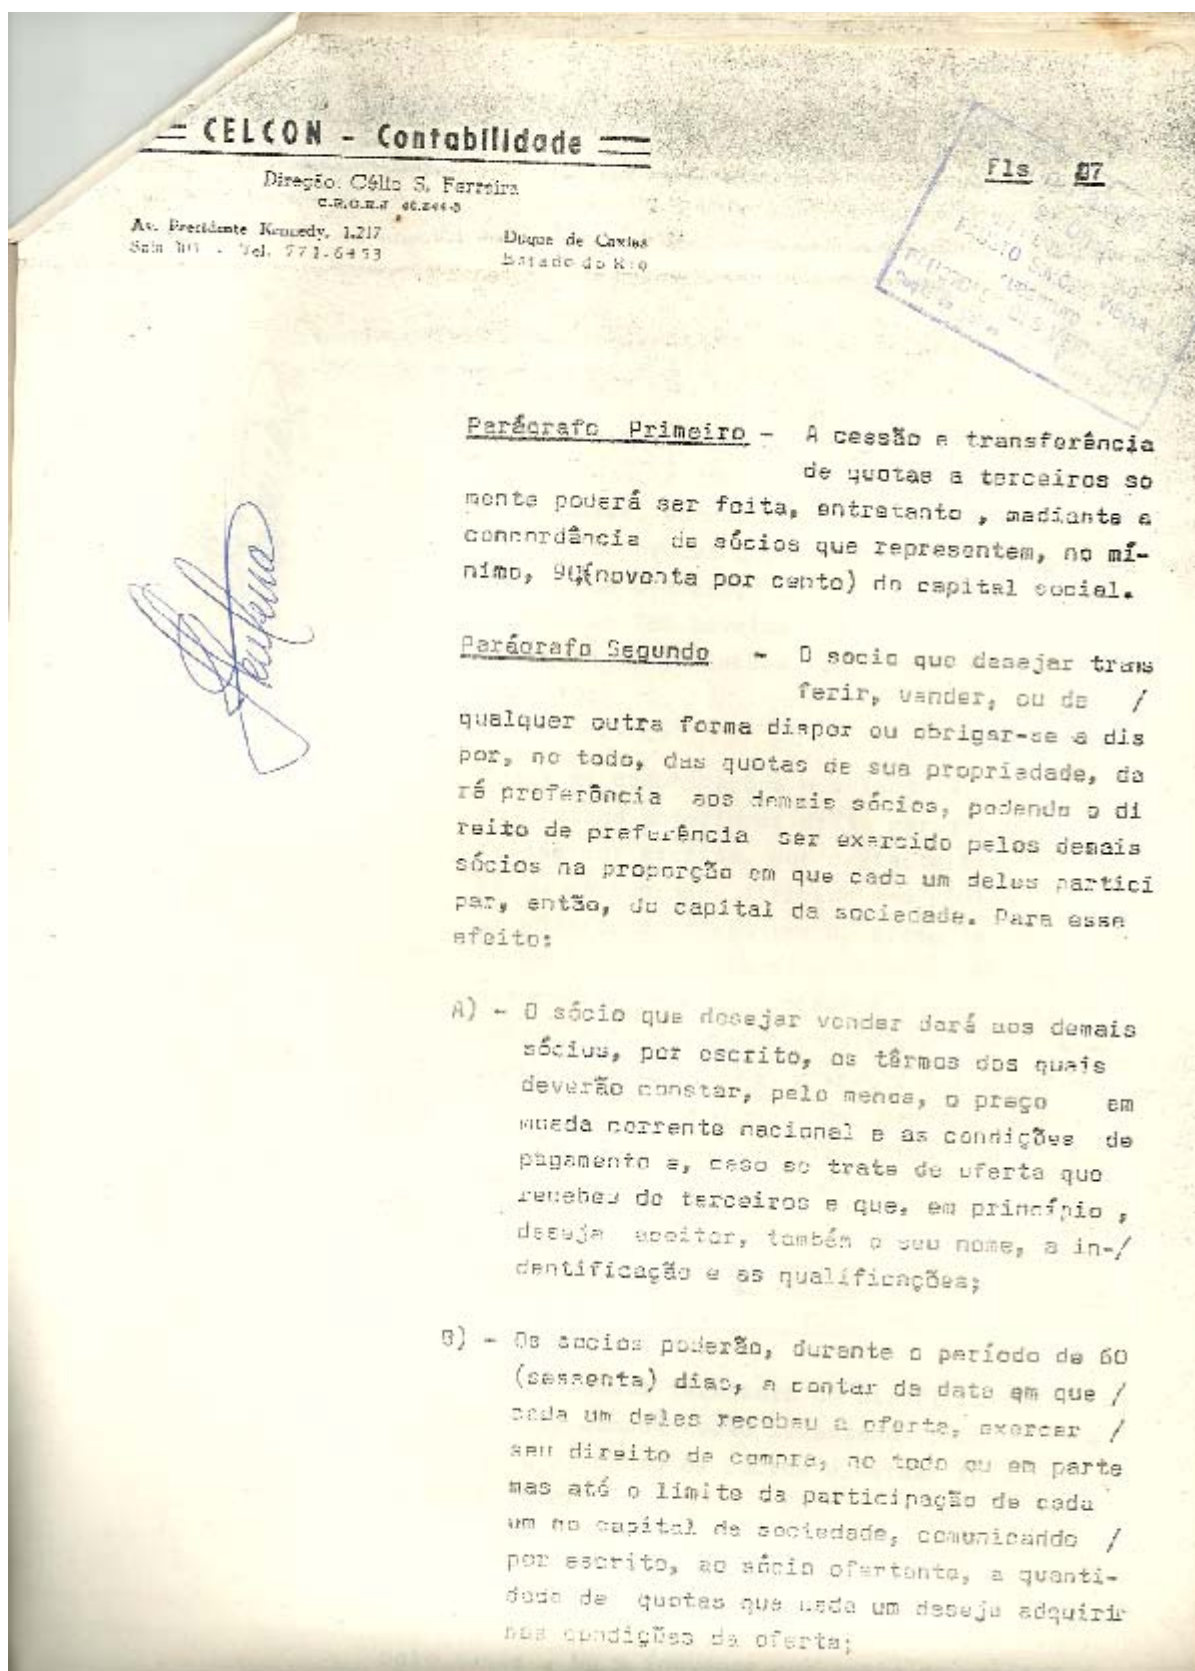 CELCON - Contabilidade
Direção: Célio S. Ferreira
Av. Presidente Kennedy, 1.217
Tel. 771-6453
Duque de Caxias
Estado do Rio
Fls 07
Parágrafo Primeiro - A cessão e transferência
de quotas a terceiros so
mente poderá ser feita, entretanto , mediante a
concordância de sócios que representem, no mí-
nimo, 90%(noventa por cento) do capital social.
Parágrafo Segundo - O socio que desejar trans
ferir, vender, ou de /
qualquer outra forma dispor ou obrigar-se a dis
por, no todo, das quotas de sua propriedade, da
rá preferência aos demais sócios, podendo o di
reito de preferência ser exercido pelos demais
sócios na proporção em que cada um deles partici
par, então, do capital da sociedade. Para esse
efeito:
A) - O sócio que desejar vender dará aos demais
sócios, por escrito, os têrmos dos quais
deverão constar, pelo menos, o preço em
moeda corrente nacional e as condições de
pagamento e, caso se trate de oferta que
recebeu de terceiros e que, em princípio ,
deseja aceitar, também o seu nome, a in-/
dentificação e as qualificações;
B) - Os socios poderão, durante o período de 60
(sessenta) dias, a contar da data em que /
cada um deles recebeu a oferta, exercer /
seu direito de compra, no todo ou em parte
mas até o limite da participação de cada
um no capital da sociedade, comunicando /
por escrito, ao sócio ofertante, a quanti-
dade de quotas que cada um deseja adquirir
nas condições da oferta;